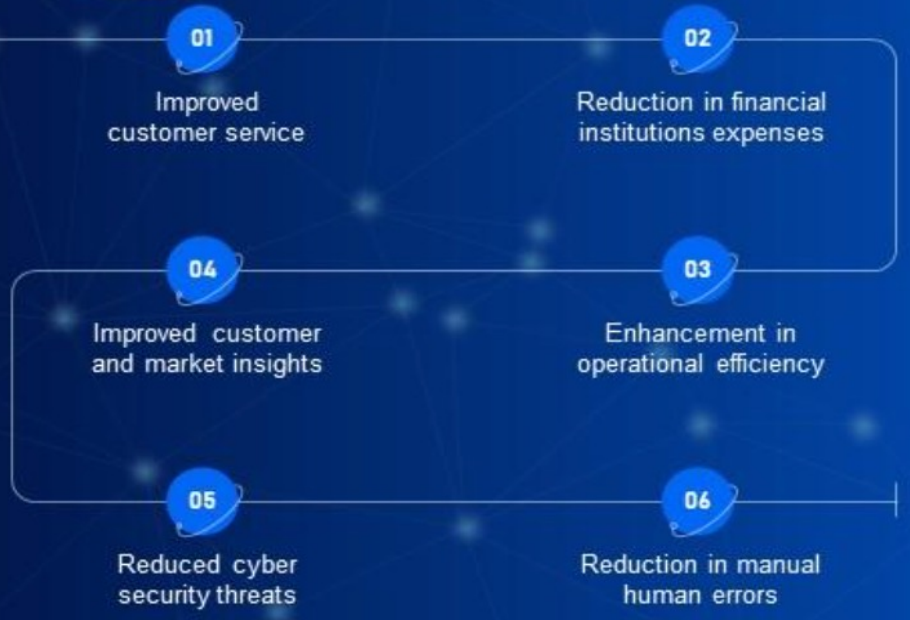 01
Improved
customer service
02
Reduction in financial
institutions expenses
03
Enhancement in
operational efficiency
04
Improved customer
and market insights
05
Reduced cyber
security threats
06
Reduction in manual
human errors